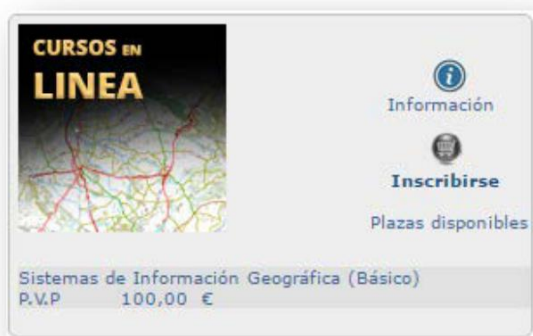 CURSOS EN
LINEA
Información
Inscribirse
Plazas disponibles
Sistemas de Información Geográfica (Básico)
P.V.P 100,00 €